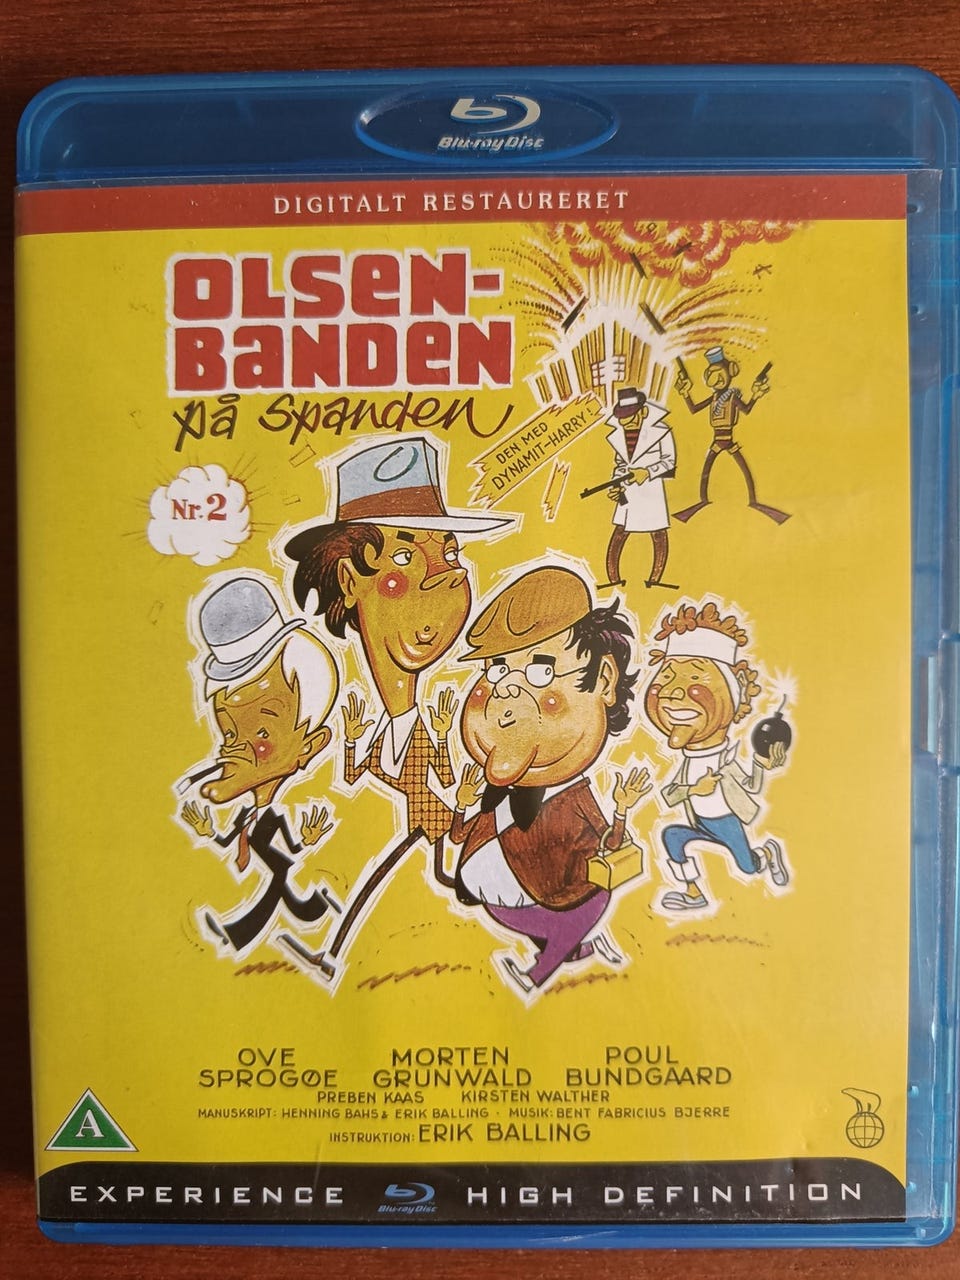 Blu-ray Disc
DIGITALT RESTAURERET
OLSEN-
BANDEN
på spanden
DEN MED
DYNAMIT-HARRY!
Nr. 2
OVE
SPROGØE
MORTEN
GRUNWALD
POUL
BUNDGAARD
PREBEN KAAS KIRSTEN WALTHER
MANUSKRIPT: HENNING BAHS & ERIK BALLING · MUSIK: BENT FABRICIUS BJERRE
INSTRUKTION: ERIK BALLING
A
EXPERIENCE Blu-ray Disc HIGH DEFINITION